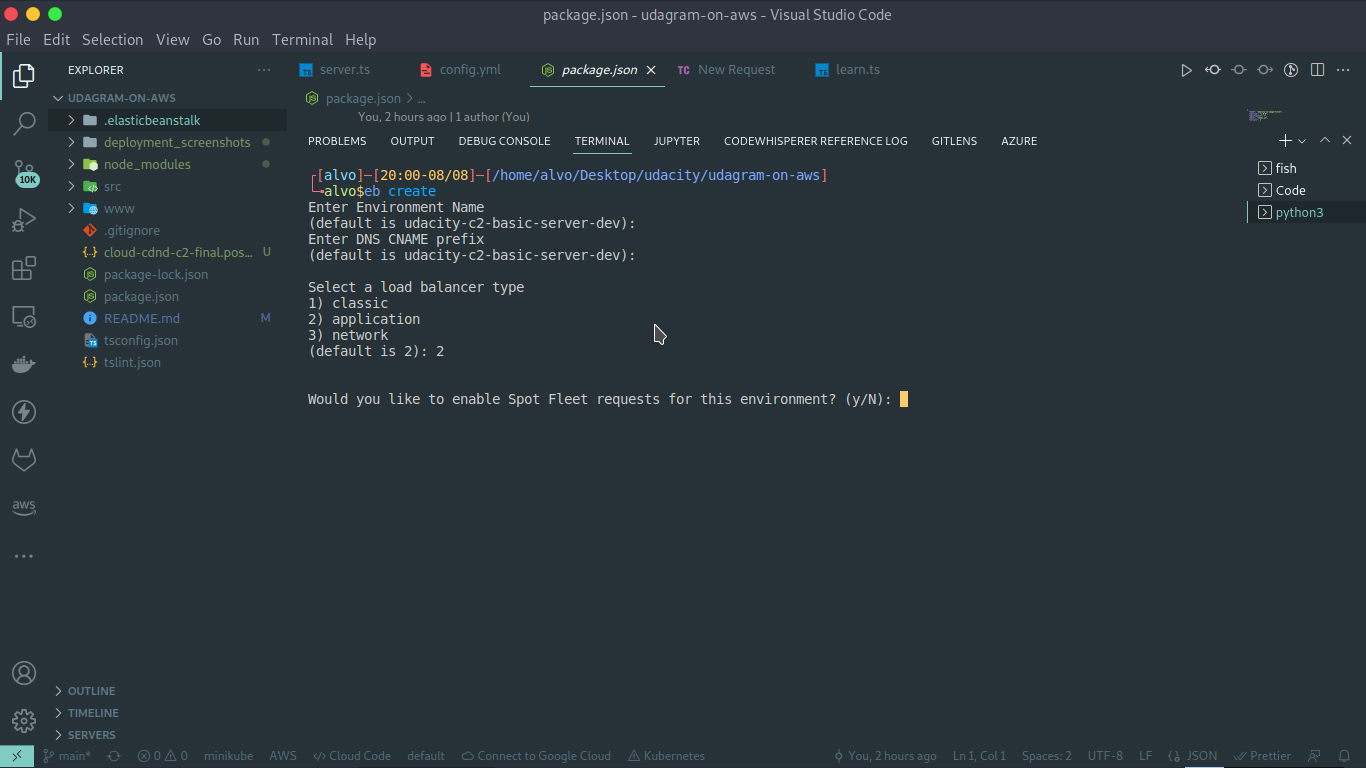 package.json - udagram-on-aws - Visual Studio Code
File Edit Selection View Go Run Terminal Help
EXPLORER
server.ts
config.yml
package.json
New Request
learn.ts
UDAGRAM-ON-AWS
.elasticbeanstalk
deployment_screenshots
node_modules
src
www
.gitignore
cloud-cdnd-c2-final.pos... U
package-lock.json
package.json
README.md M
tsconfig.json
tslint.json
OUTLINE
TIMELINE
SERVERS
10K
aws
package.json > ...
You, 2 hours ago | 1 author (You)
PROBLEMS OUTPUT DEBUG CONSOLE TERMINAL JUPYTER CODEWHISPERER REFERENCE LOG GITLENS AZURE
[alvo]—[20:00-08/08]—[/home/alvo/Desktop/udacity/udagram-on-aws]
alvo$eb create
Enter Environment Name
(default is udacity-c2-basic-server-dev):
Enter DNS CNAME prefix
(default is udacity-c2-basic-server-dev):
Select a load balancer type
1) classic
2) application
3) network
(default is 2): 2
Would you like to enable Spot Fleet requests for this environment? (y/N):
fish
Code
python3
main* 0 0 minikube AWS Cloud Code default Connect to Google Cloud Kubernetes You, 2 hours ago Ln 1, Col 1 Spaces: 2 UTF-8 LF JSON Prettier